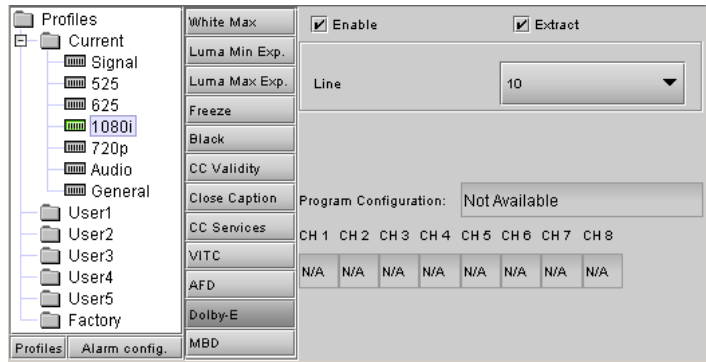 Profiles
Current
Signal
525
625
1080i
720p
Audio
General
User1
User2
User3
User4
User5
Factory
Profiles Alarm config.
White Max
Luma Min Exp.
Luma Max Exp.
Freeze
Black
CC Validity
Close Caption
CC Services
VITC
AFD
Dolby-E
MBD
Enable Extract
Line 10
Program Configuration: Not Available
CH 1 CH 2 CH 3 CH 4 CH 5 CH 6 CH 7 CH 8
N/A N/A N/A N/A N/A N/A N/A N/A